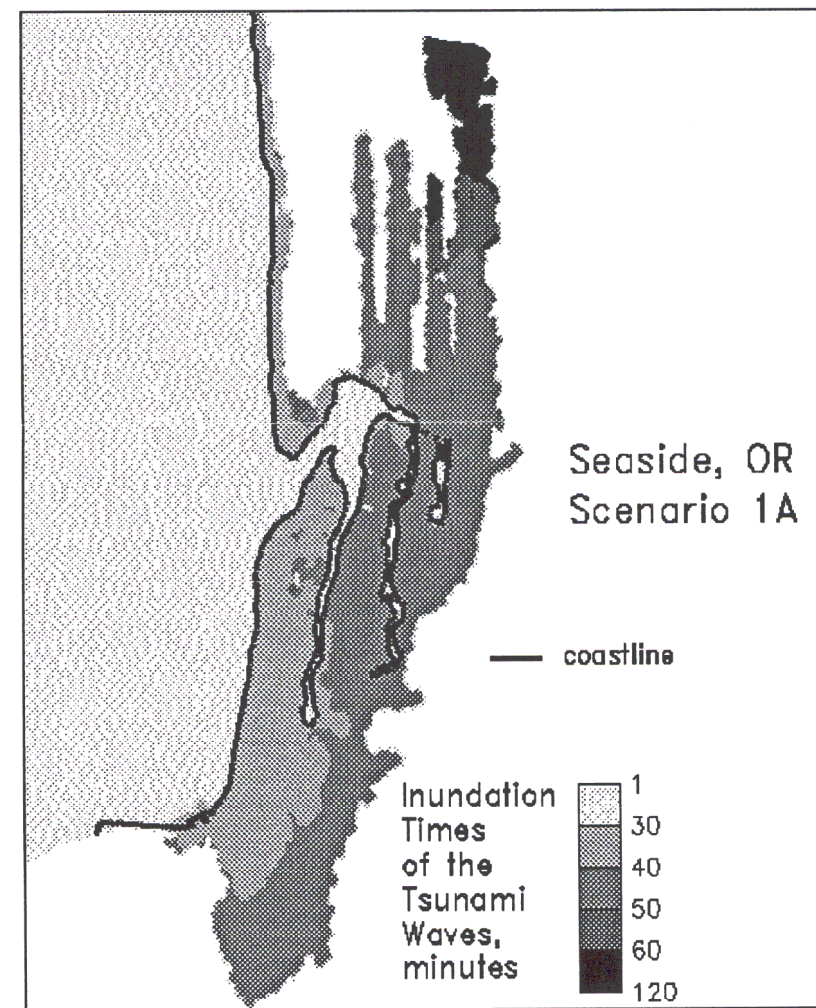 Seaside, OR
Scenario 1A
coastline
Inundation
Times
of the
Tsunami
Waves,
minutes
1
30
40
50
60
120